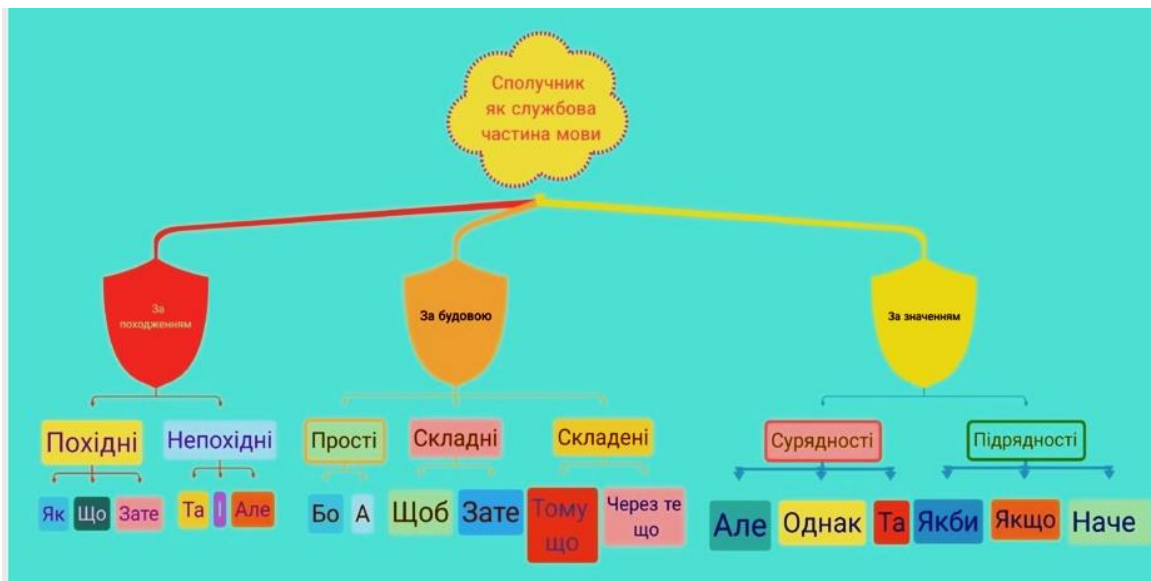 Сполучник
як службова
частина мови
За
походженням
За будовою
За значенням
Похідні
Непохідні
Прості
Складні
Складені
Сурядності
Підрядності
Як
Що
Зате
Та
І
Але
Бо
А
Щоб
Зате
Тому
що
Через те
що
Але
Однак
Та
Якби
Якщо
Наче